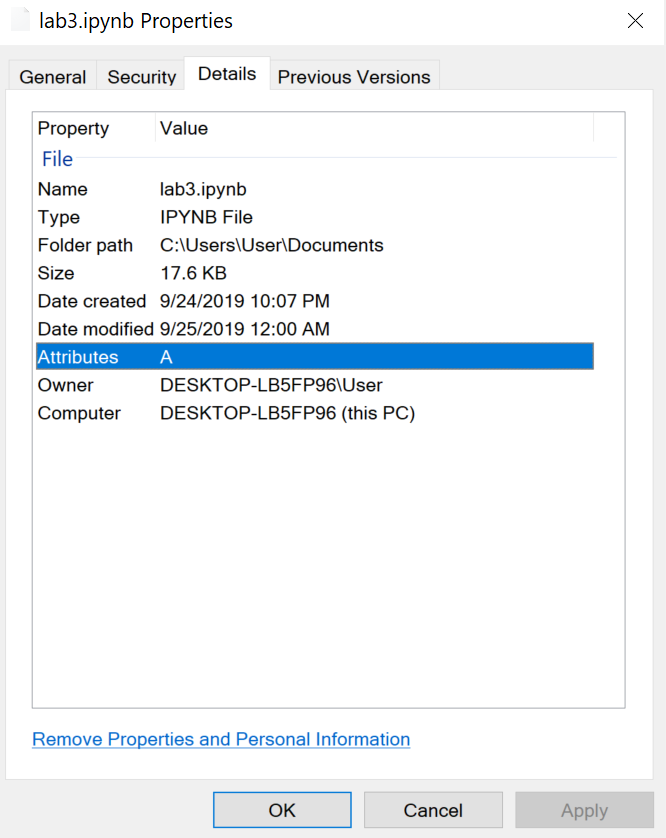 lab3.ipynb Properties
General Security Details Previous Versions
Property Value
File
Name lab3.ipynb
Type IPYNB File
Folder path C:\Users\User\Documents
Size 17.6 KB
Date created 9/24/2019 10:07 PM
Date modified 9/25/2019 12:00 AM
Attributes A
Owner DESKTOP-LB5FP96\User
Computer DESKTOP-LB5FP96 (this PC)
Remove Properties and Personal Information
OK Cancel Apply